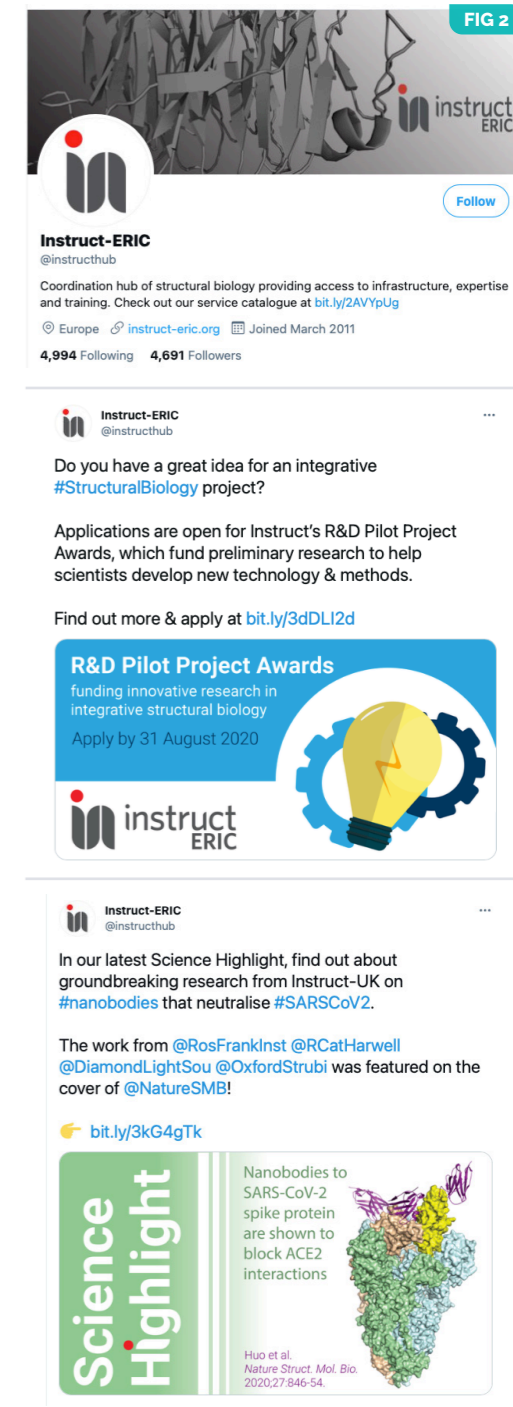 FIG 2
instruct
ERIC
Follow
Instruct-ERIC
@instructhub
Coordination hub of structural biology providing access to infrastructure, expertise
and training. Check out our service catalogue at bit.ly/2AVYpUg
Europe instruct-eric.org Joined March 2011
4,994 Following 4,691 Followers
Instruct-ERIC
@instructhub
Do you have a great idea for an integrative
#StructuralBiology project?
Applications are open for Instruct's R&D Pilot Project
Awards, which fund preliminary research to help
scientists develop new technology & methods.
Find out more & apply at bit.ly/3dDLI2d
R&D Pilot Project Awards
funding innovative research in
integrative structural biology
Apply by 31 August 2020
instruct
ERIC
Instruct-ERIC
@instructhub
In our latest Science Highlight, find out about
groundbreaking research from Instruct-UK on
#nanobodies that neutralise #SARSCoV2.
The work from @RosFrankInst @RCatHarwell
@DiamondLightSou @OxfordStrubi was featured on the
cover of @NatureSMB!
👉 bit.ly/3kG4gTk
Science
Highlight
Nanobodies to
SARS-CoV-2
spike protein
are shown to
block ACE2
interactions
Huo et al.
Nature Struct. Mol. Bio.
2020;27:846-54.